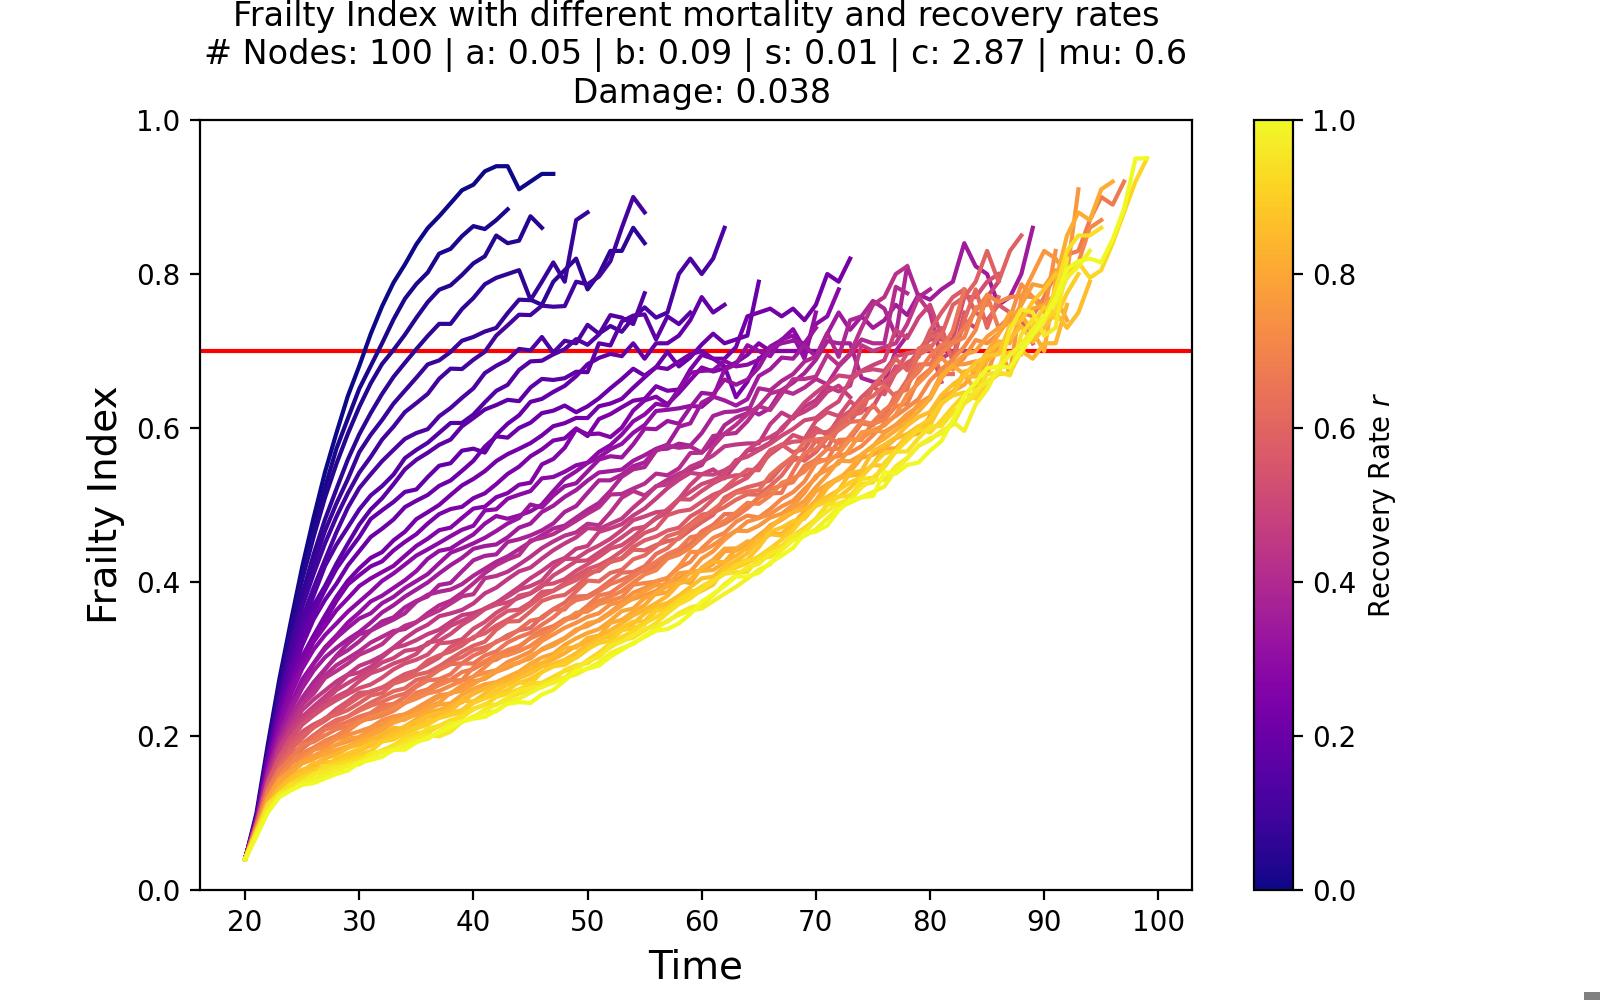 Frailty Index with different mortality and recovery rates
# Nodes: 100 | a: 0.05 | b: 0.09 | s: 0.01 | c: 2.87 | mu: 0.6
Damage: 0.038
1.0
0.8
0.6
0.4
0.2
0.0
Frailty Index
20 30 40 50 60 70 80 90 100
Time
1.0
0.8
0.6
0.4
0.2
0.0
Recovery Rate r